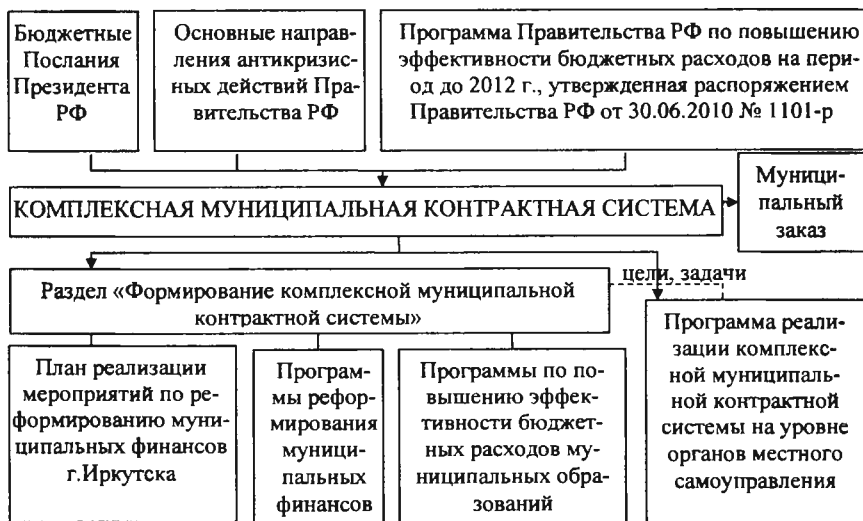 Бюджетные
Послания
Президента
РФ
Основные направ-
ления антикризис-
ных действий Пра-
вительства РФ
Программа Правительства РФ по повышению
эффективности бюджетных расходов на пери-
од до 2012 г., утвержденная распоряжением
Правительства РФ от 30.06.2010 № 1101-р
КОМПЛЕКСНАЯ МУНИЦИПАЛЬНАЯ КОНТРАКТНАЯ СИСТЕМА
Муници-
пальный
заказ
цели, задачи
Раздел «Формирование комплексной муниципальной
контрактной системы»
План реализации
мероприятий по ре-
формированию муни-
ципальных финансов
г.Иркутска
Програм-
мы рефор-
мирования
муници-
пальных
финансов
Программы по по-
вышению эффек-
тивности бюджет-
ных расходов му-
ниципальных обра-
зований
Программа реали-
зации комплекс-
ной муниципаль-
ной контрактной
системы на уровне
органов местного
самоуправления